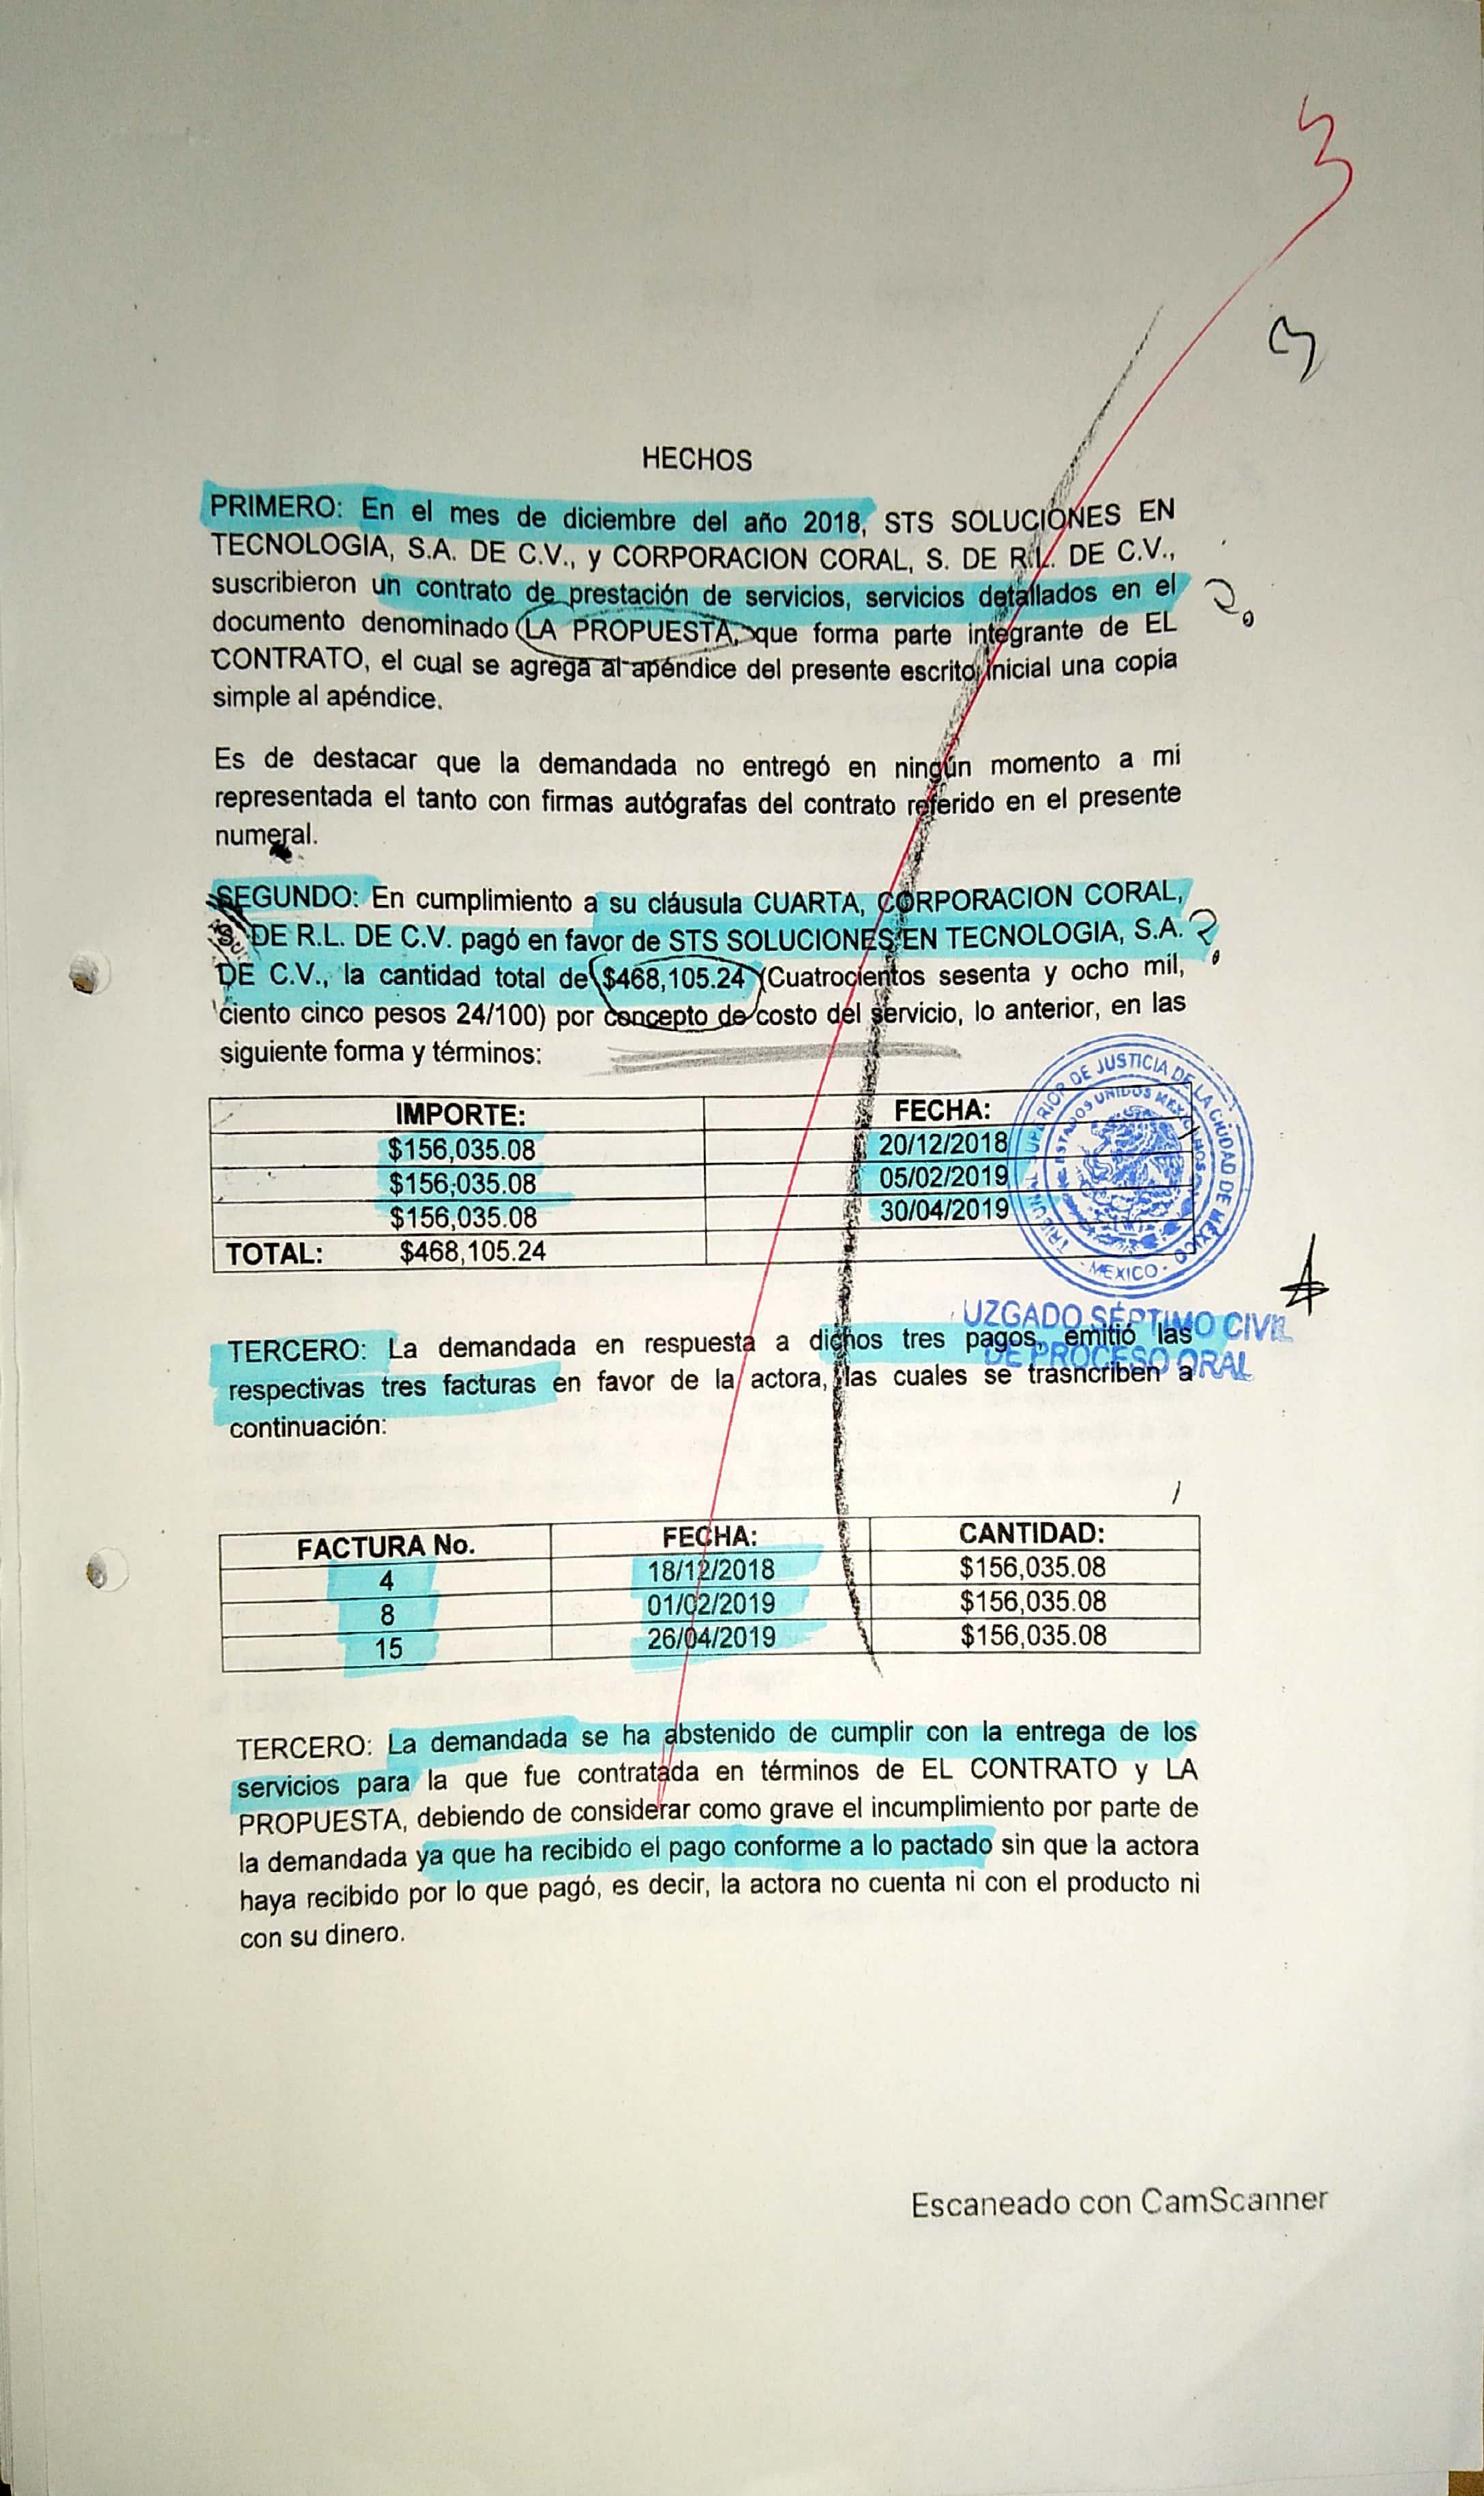 3
3
HECHOS
PRIMERO: En el mes de diciembre del año 2018, STS SOLUCIONES EN
TECNOLOGIA, S.A. DE C.V., y CORPORACION CORAL, S. DE R.L. DE C.V.,
suscribieron un contrato de prestación de servicios, servicios detallados en el
documento denominado LA PROPUESTA, que forma parte integrante de EL
CONTRATO, el cual se agrega al apéndice del presente escrito inicial una copia
simple al apéndice.
Es de destacar que la demandada no entregó en ningún momento a mi
representada el tanto con firmas autógrafas del contrato referido en el presente
numeral.
SEGUNDO: En cumplimiento a su cláusula CUARTA, CORPORACION CORAL,
S. DE R.L. DE C.V. pagó en favor de STS SOLUCIONES EN TECNOLOGIA, S.A.
DE C.V., la cantidad total de $468,105.24 (Cuatrocientos sesenta y ocho mil,
ciento cinco pesos 24/100) por concepto de costo del servicio, lo anterior, en las
siguiente forma y términos:
IMPORTE: FECHA:
$156,035.08 20/12/2018
$156,035.08 05/02/2019
$156,035.08 30/04/2019
TOTAL: $468,105.24
TRIBUNAL SUPERIOR DE JUSTICIA DE LA CIUDAD DE MÉXICO
ESTADOS UNIDOS MEXICANOS
- MEXICO -
UZGADO SÉPTIMO CIVIL
DE PROCESO ORAL
TERCERO: La demandada en respuesta a dichos tres pagos, emitió las
respectivas tres facturas en favor de la actora, las cuales se trasncriben a
continuación:
FACTURA No. FECHA: CANTIDAD:
4 18/12/2018 $156,035.08
8 01/02/2019 $156,035.08
15 26/04/2019 $156,035.08
TERCERO: La demandada se ha abstenido de cumplir con la entrega de los
servicios para la que fue contratada en términos de EL CONTRATO y LA
PROPUESTA, debiendo de considerar como grave el incumplimiento por parte de
la demandada ya que ha recibido el pago conforme a lo pactado sin que la actora
haya recibido por lo que pagó, es decir, la actora no cuenta ni con el producto ni
con su dinero.
Escaneado con CamScanner